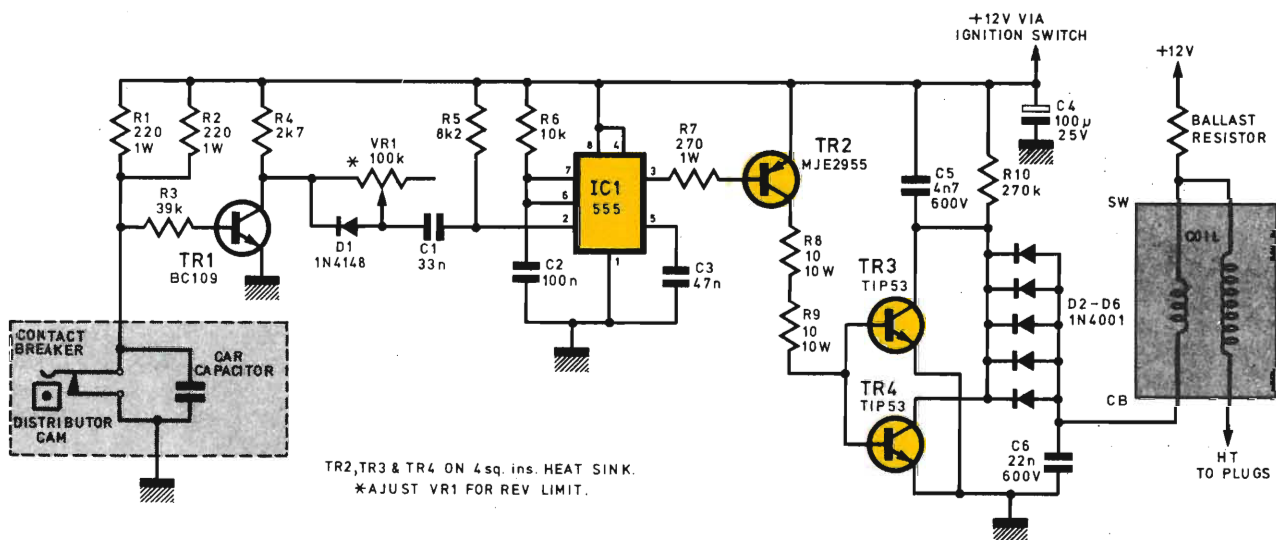 +12V VIA
IGNITION SWITCH
+12V
R1
220
1W
R2
220
1W
R4
2k7
VR1
100k
*
R5
8k2
R6
10k
8
4
R7
270
1W
TR2
MJE2955
C4
100µ
25V
BALLAST
RESISTOR
C5
4n7
600V
R10
270k
R3
39k
TR1
BC109
D1
1N4148
C1
33n
7
6
2
3
5
1
IC1
555
C2
100n
C3
47n
R8
10
10W
R9
10
10W
TR3
TIP53
TR4
TIP53
D2-D6
1N4001
SW
COIL
CB
CONTACT
BREAKER
CAR
CAPACITOR
DISTRIBUTOR
CAM
C6
22n
600V
HT
TO PLUGS
TR2,TR3 & TR4 ON 4sq. ins. HEAT SINK.
*AJUST VR1 FOR REV LIMIT.